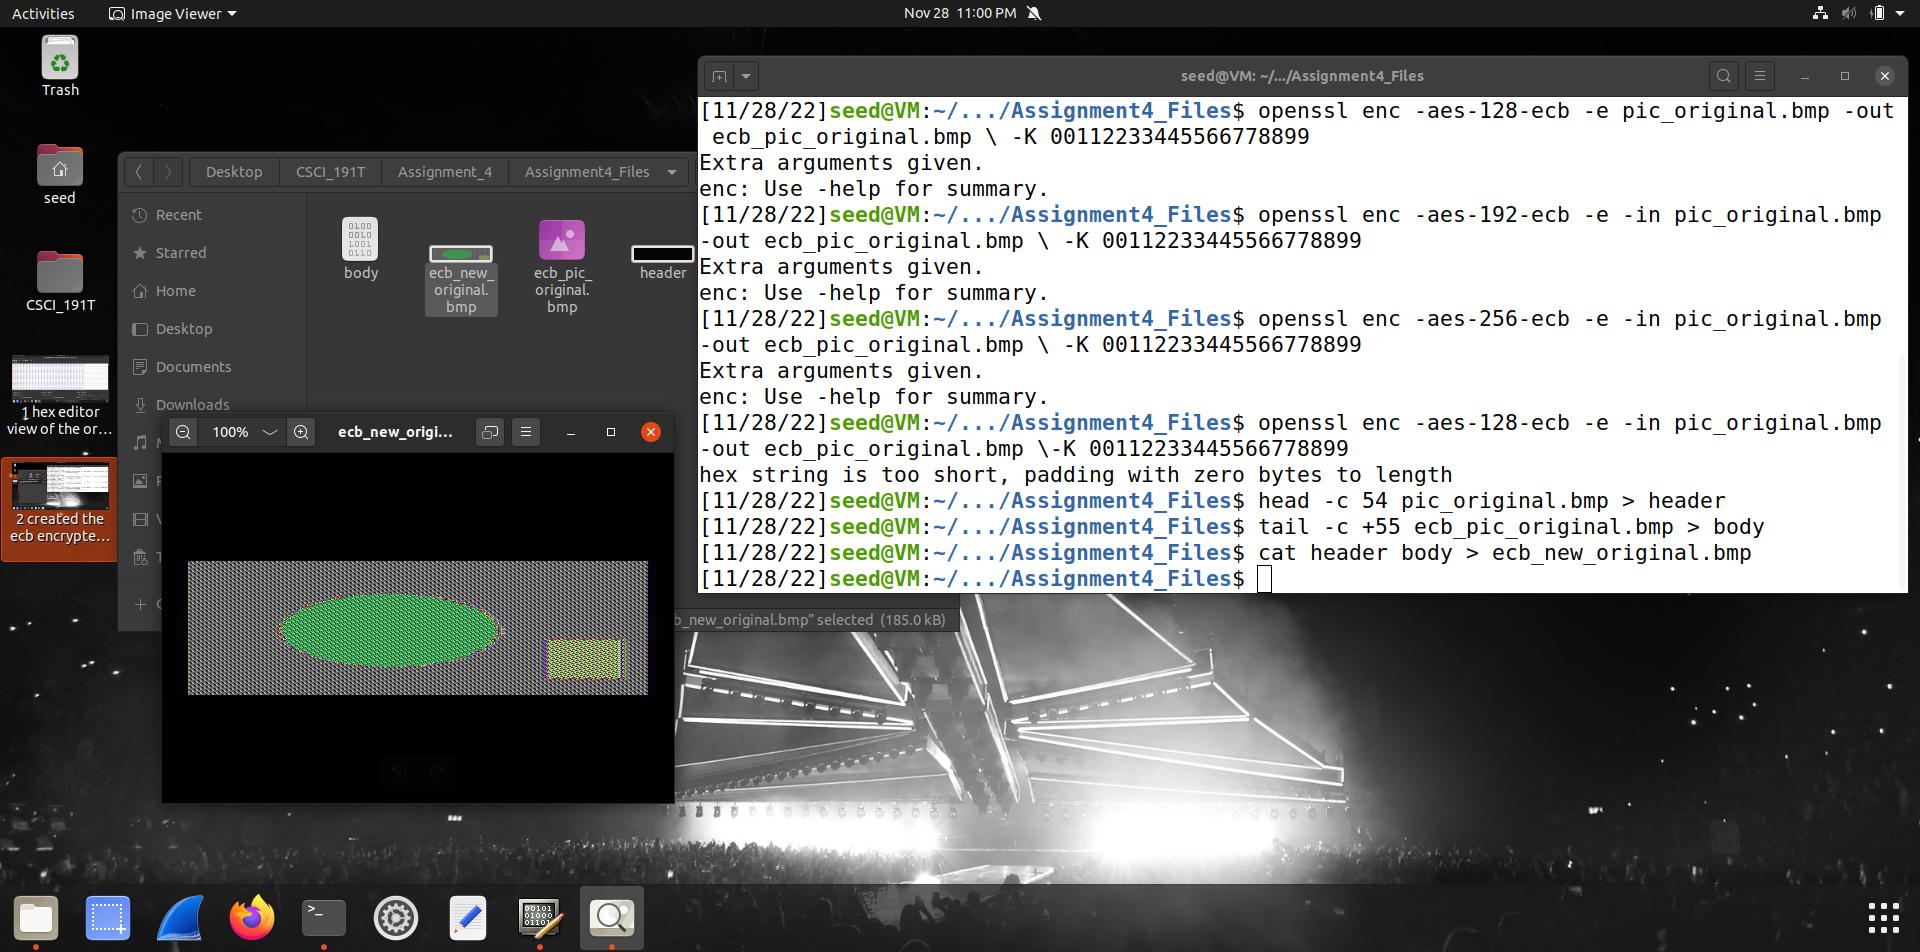 Activities
Image Viewer
Nov 28 11:00 PM
Trash
seed
CSCI_191T
1 hex editor
view of the or...
2 created the
ecb encrypte...
Desktop
CSCI_191T
Assignment_4
Assignment4_Files
Recent
Starred
Home
Desktop
Documents
Downloads
body
ecb_new_
original.
bmp
ecb_pic_
original.
bmp
header
b_new_original.bmp” selected (185.0 kB)
100%
ecb_new_origi...
seed@VM: ~/.../Assignment4_Files
[11/28/22]seed@VM:~/.../Assignment4_Files$ openssl enc -aes-128-ecb -e pic_original.bmp -out
ecb_pic_original.bmp \ -K 00112233445566778899
Extra arguments given.
enc: Use -help for summary.
[11/28/22]seed@VM:~/.../Assignment4_Files$ openssl enc -aes-192-ecb -e -in pic_original.bmp
-out ecb_pic_original.bmp \ -K 00112233445566778899
Extra arguments given.
enc: Use -help for summary.
[11/28/22]seed@VM:~/.../Assignment4_Files$ openssl enc -aes-256-ecb -e -in pic_original.bmp
-out ecb_pic_original.bmp \ -K 00112233445566778899
Extra arguments given.
enc: Use -help for summary.
[11/28/22]seed@VM:~/.../Assignment4_Files$ openssl enc -aes-128-ecb -e -in pic_original.bmp
-out ecb_pic_original.bmp \-K 00112233445566778899
hex string is too short, padding with zero bytes to length
[11/28/22]seed@VM:~/.../Assignment4_Files$ head -c 54 pic_original.bmp > header
[11/28/22]seed@VM:~/.../Assignment4_Files$ tail -c +55 ecb_pic_original.bmp > body
[11/28/22]seed@VM:~/.../Assignment4_Files$ cat header body > ecb_new_original.bmp
[11/28/22]seed@VM:~/.../Assignment4_Files$